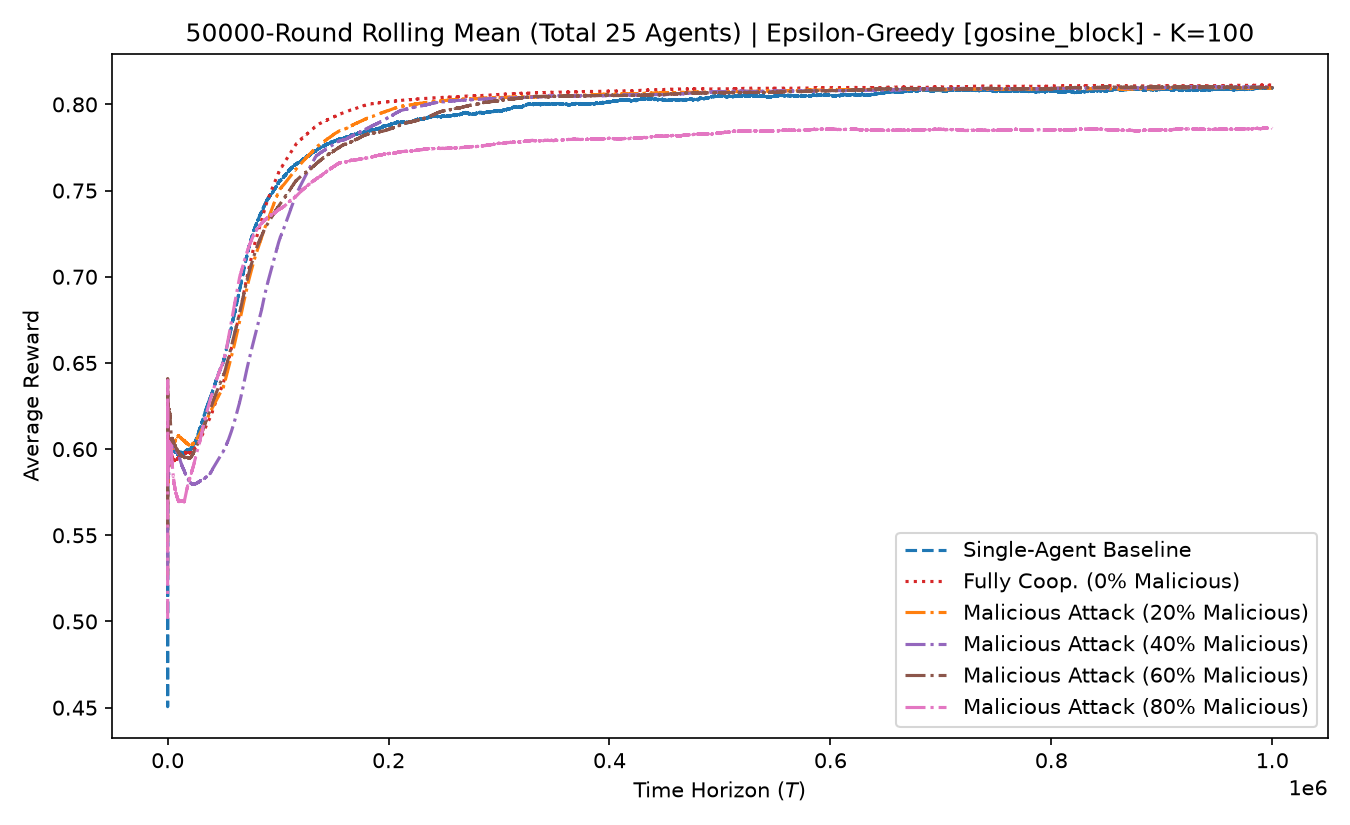 50000-Round Rolling Mean (Total 25 Agents) | Epsilon-Greedy [gosine_block] - K=100
Average Reward
0.80
0.75
0.70
0.65
0.60
0.55
0.50
0.45
Single-Agent Baseline
Fully Coop. (0% Malicious)
Malicious Attack (20% Malicious)
Malicious Attack (40% Malicious)
Malicious Attack (60% Malicious)
Malicious Attack (80% Malicious)
0.0 0.2 0.4 0.6 0.8 1.0
1e6
Time Horizon (T)